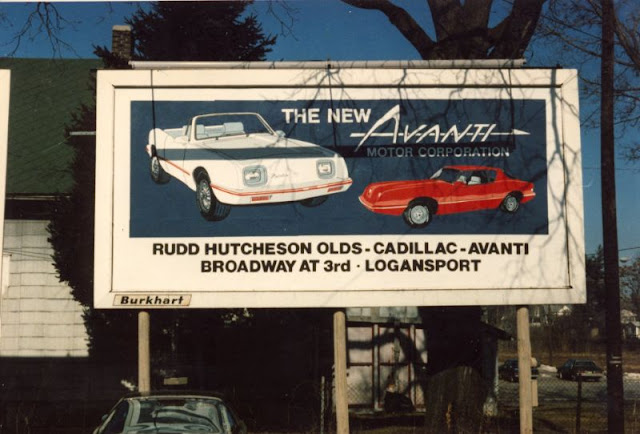 THE NEW AVANTI
MOTOR CORPORATION
RUDD HUTCHESON OLDS - CADILLAC - AVANTI
BROADWAY AT 3rd · LOGANSPORT
Burkhart